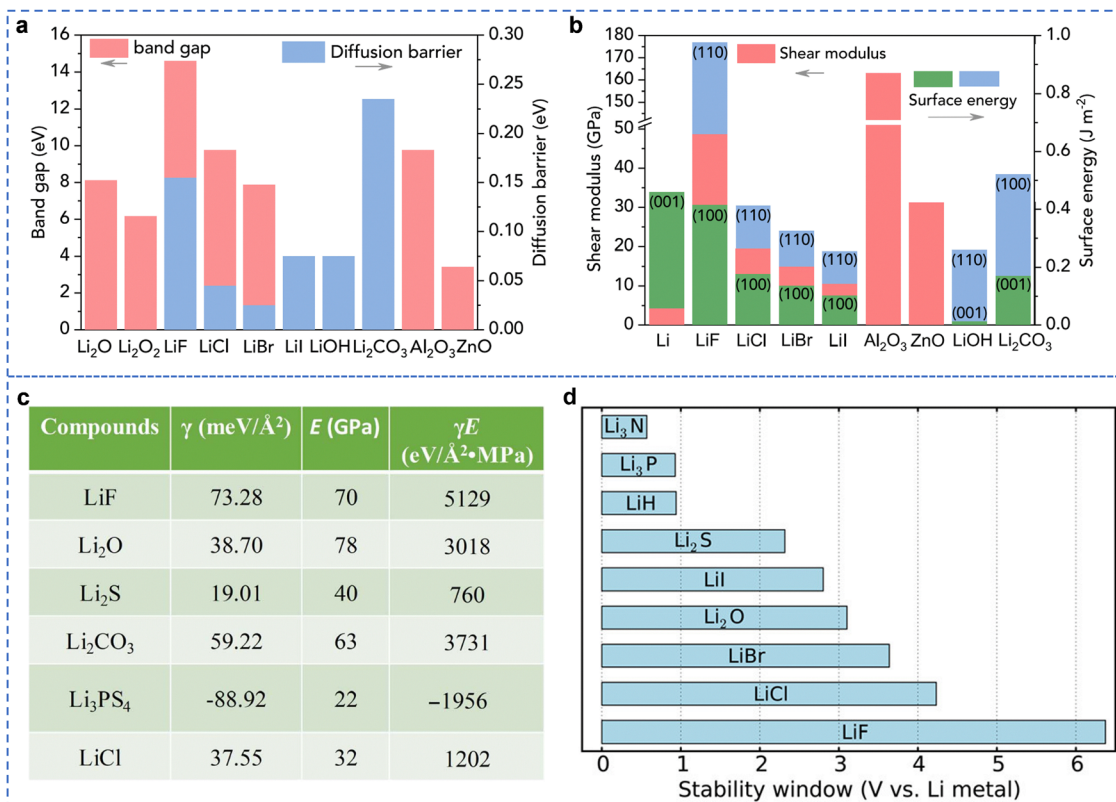 a
16
14
12
10
8
6
4
2
0
Band gap (eV)
band gap
Diffusion barrier
0.30
0.25
0.20
0.15
0.10
0.05
0.00
Diffusion barrier (eV)
Li₂O Li₂O₂ LiF LiCl LiBr LiI LiOH Li₂CO₃ Al₂O₃ ZnO
b
180
170
160
150
50
40
30
20
10
0
Shear modulus (GPa)
Shear modulus
Surface energy
1.0
0.8
0.6
0.4
0.2
0.0
Surface energy (J m⁻²)
(001)
(110)
(100)
(110)
(100)
(110)
(100)
(110)
(100)
(110)
(001)
(100)
(001)
Li LiF LiCl LiBr LiI Al₂O₃ ZnO LiOH Li₂CO₃
c
Compounds γ (meV/Å²) E (GPa) γE (eV/Å²•MPa)
LiF 73.28 70 5129
Li₂O 38.70 78 3018
Li₂S 19.01 40 760
Li₂CO₃ 59.22 63 3731
Li₃PS₄ -88.92 22 −1956
LiCl 37.55 32 1202
d
Li₃N
Li₃P
LiH
Li₂S
LiI
Li₂O
LiBr
LiCl
LiF
0 1 2 3 4 5 6
Stability window (V vs. Li metal)